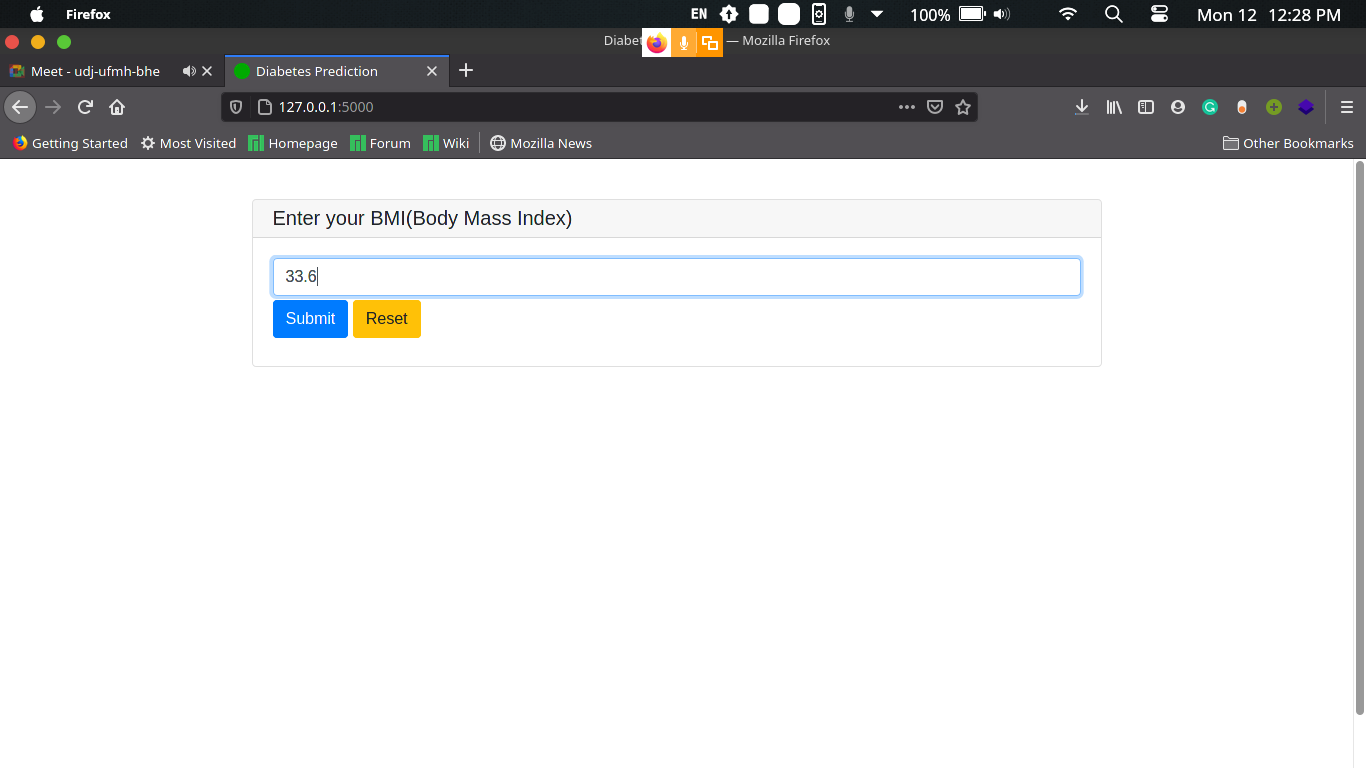 Firefox
EN
100%
Mon 12 12:28 PM
Diabet — Mozilla Firefox
Meet - udj-ufmh-bhe
Diabetes Prediction
127.0.0.1:5000
Getting Started
Most Visited
Homepage
Forum
Wiki
Mozilla News
Other Bookmarks
Enter your BMI(Body Mass Index)
33.6
Submit
Reset